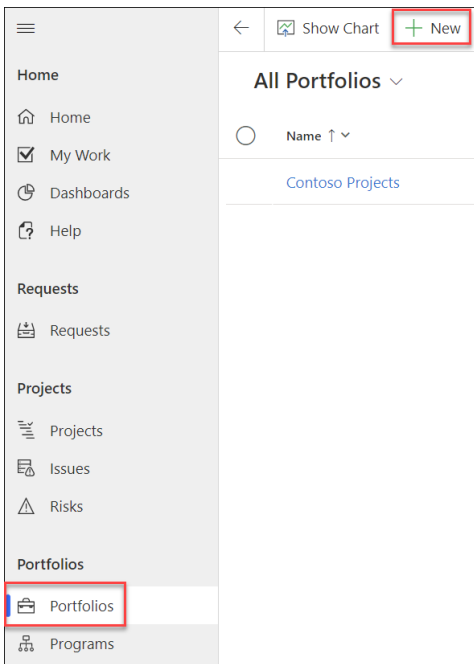 Show Chart
New
Home
All Portfolios
Home
Name
My Work
Contoso Projects
Dashboards
Help
Requests
Requests
Projects
Projects
Issues
Risks
Portfolios
Portfolios
Programs